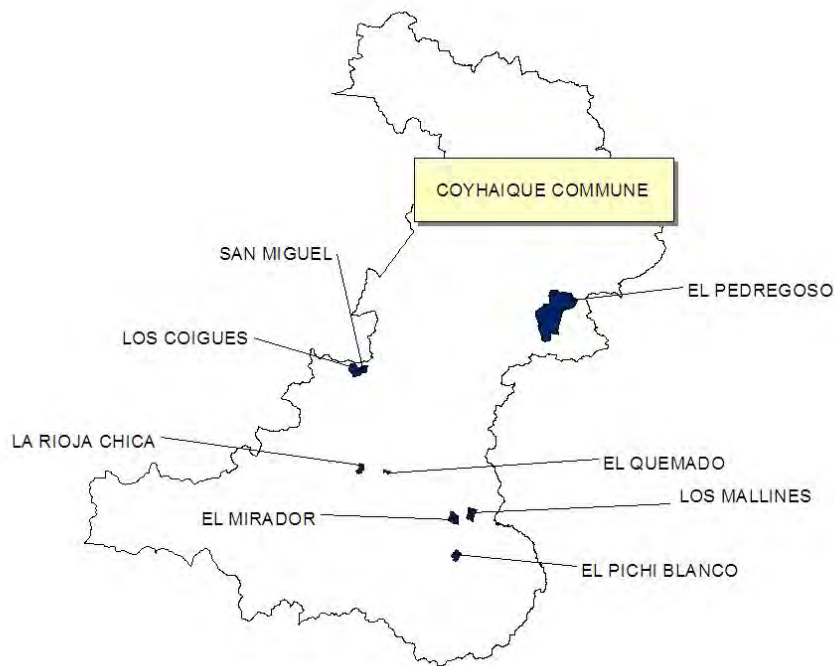 COYHAIQUE COMMUNE
SAN MIGUEL
EL PEDREGOSO
LOS COIGUES
LA RIOJA CHICA
EL QUEMADO
LOS MALLINES
EL MIRADOR
EL PICHI BLANCO